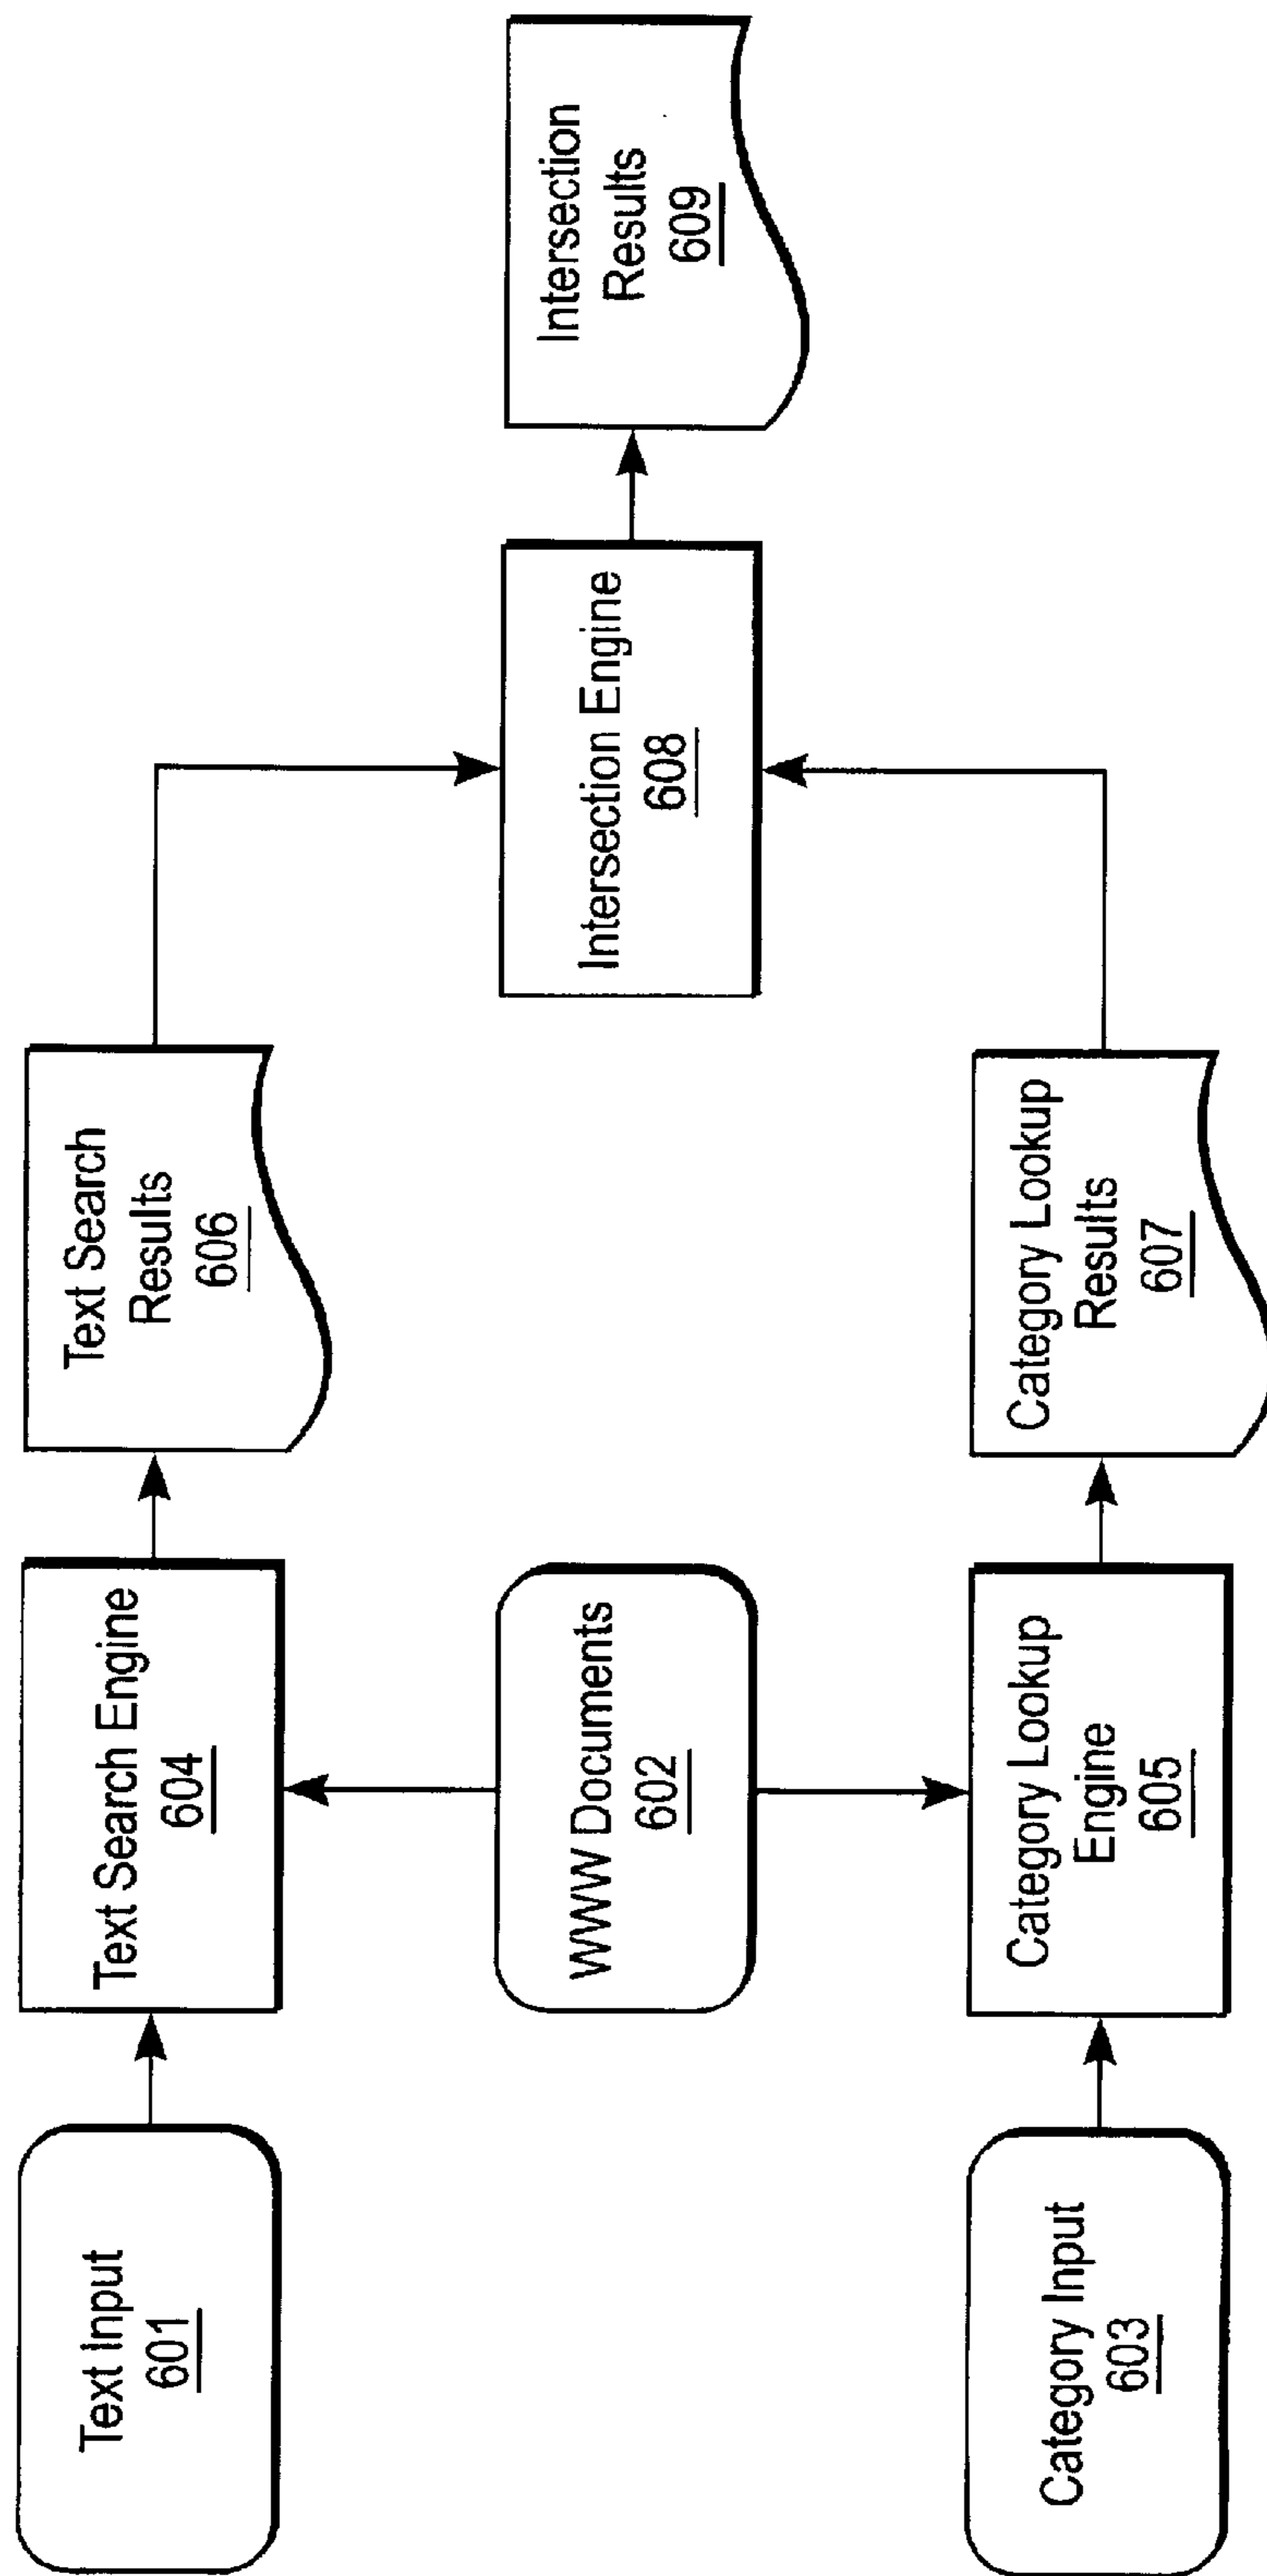 Text Input
601
Text Search Engine
604
Text Search
Results
606
WWW Documents
602
Intersection Engine
608
Intersection
Results
609
Category Input
603
Category Lookup
Engine
605
Category Lookup
Results
607